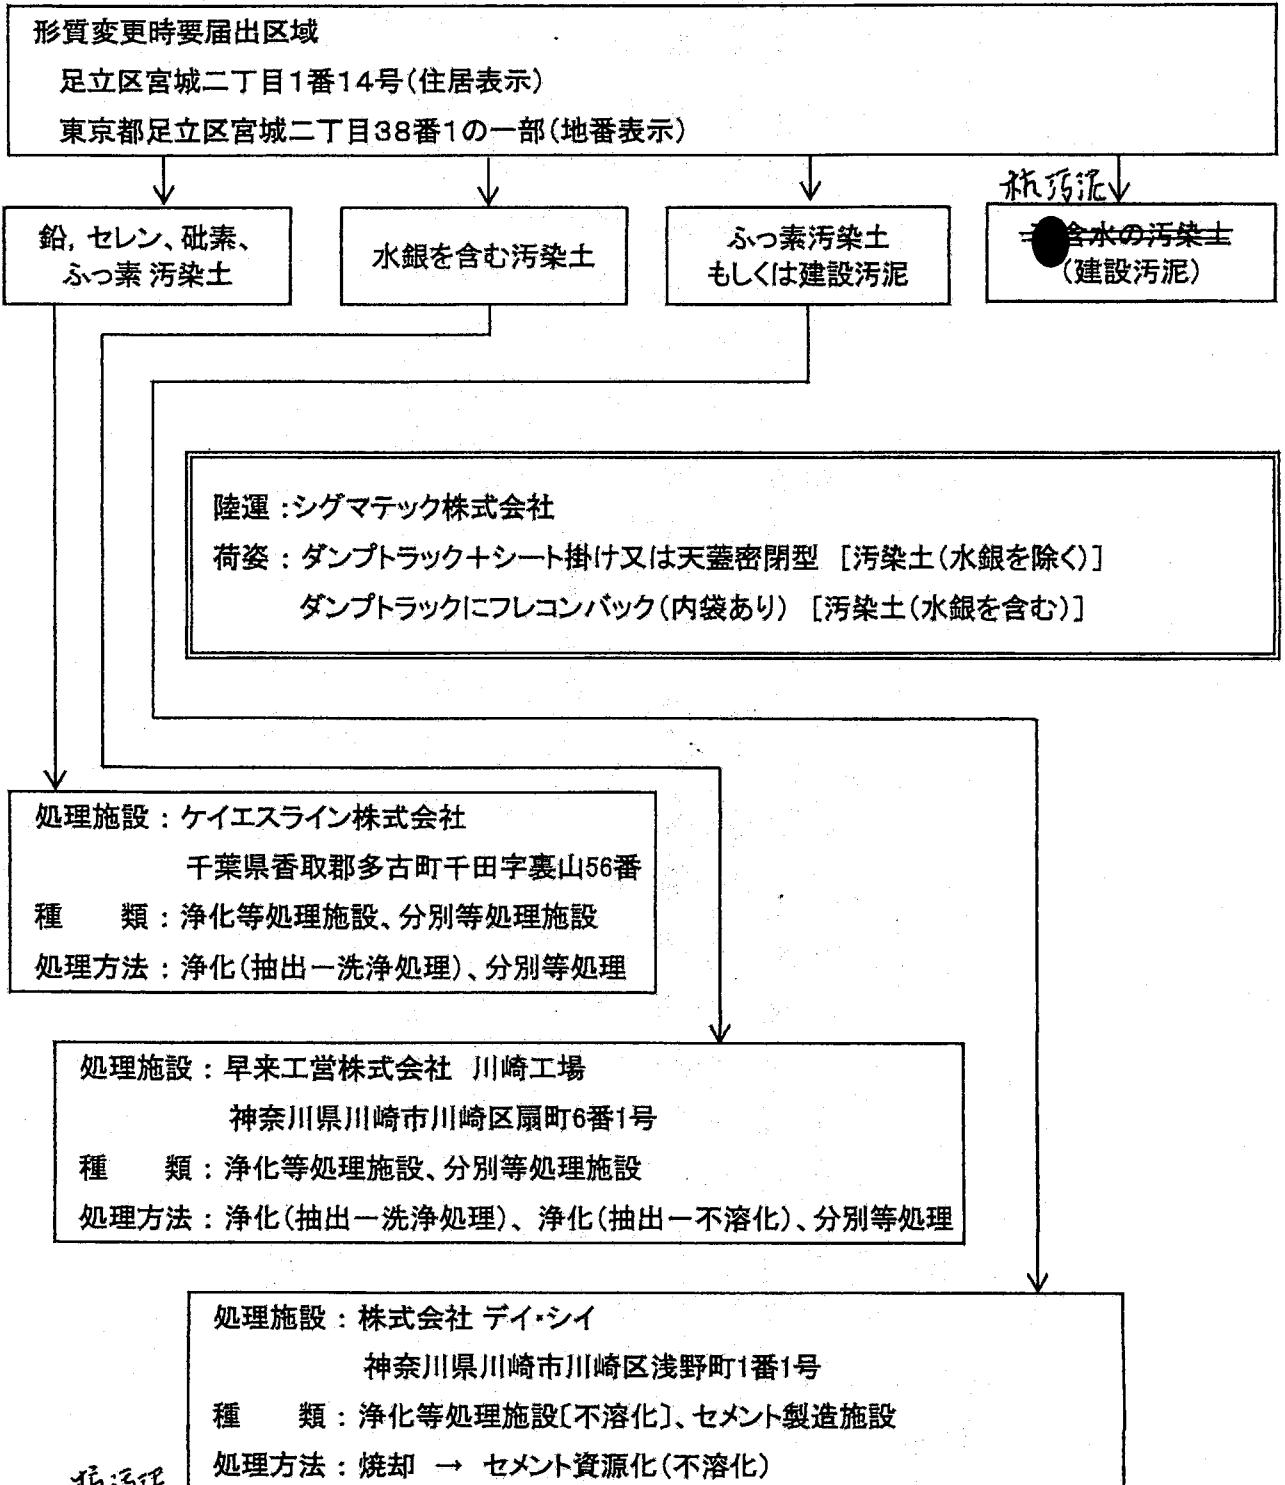 形質変更時要届出区域
足立区宮城二丁目1番14号(住居表示)
東京都足立区宮城二丁目38番1の一部(地番表示)
杭汚泥
鉛, セレン、砒素、
ふっ素 汚染土
水銀を含む汚染土
ふっ素汚染土
もしくは建設汚泥
含水の汚染土
(建設汚泥)
陸運:シグマテック株式会社
荷姿:ダンプトラック+シート掛け又は天蓋密閉型 [汚染土(水銀を除く)]
ダンプトラックにフレコンバック(内袋あり) [汚染土(水銀を含む)]
処理施設:ケイエスライン株式会社
千葉県香取郡多古町千田字裏山56番
種 類:浄化等処理施設、分別等処理施設
処理方法:浄化(抽出-洗浄処理)、分別等処理
処理施設:早来工営株式会社 川崎工場
神奈川県川崎市川崎区扇町6番1号
種 類:浄化等処理施設、分別等処理施設
処理方法:浄化(抽出-洗浄処理)、浄化(抽出-不溶化)、分別等処理
処理施設:株式会社 デイ・シイ
神奈川県川崎市川崎区浅野町1番1号
種 類:浄化等処理施設〔不溶化〕、セメント製造施設
処理方法:焼却 → セメント資源化(不溶化)